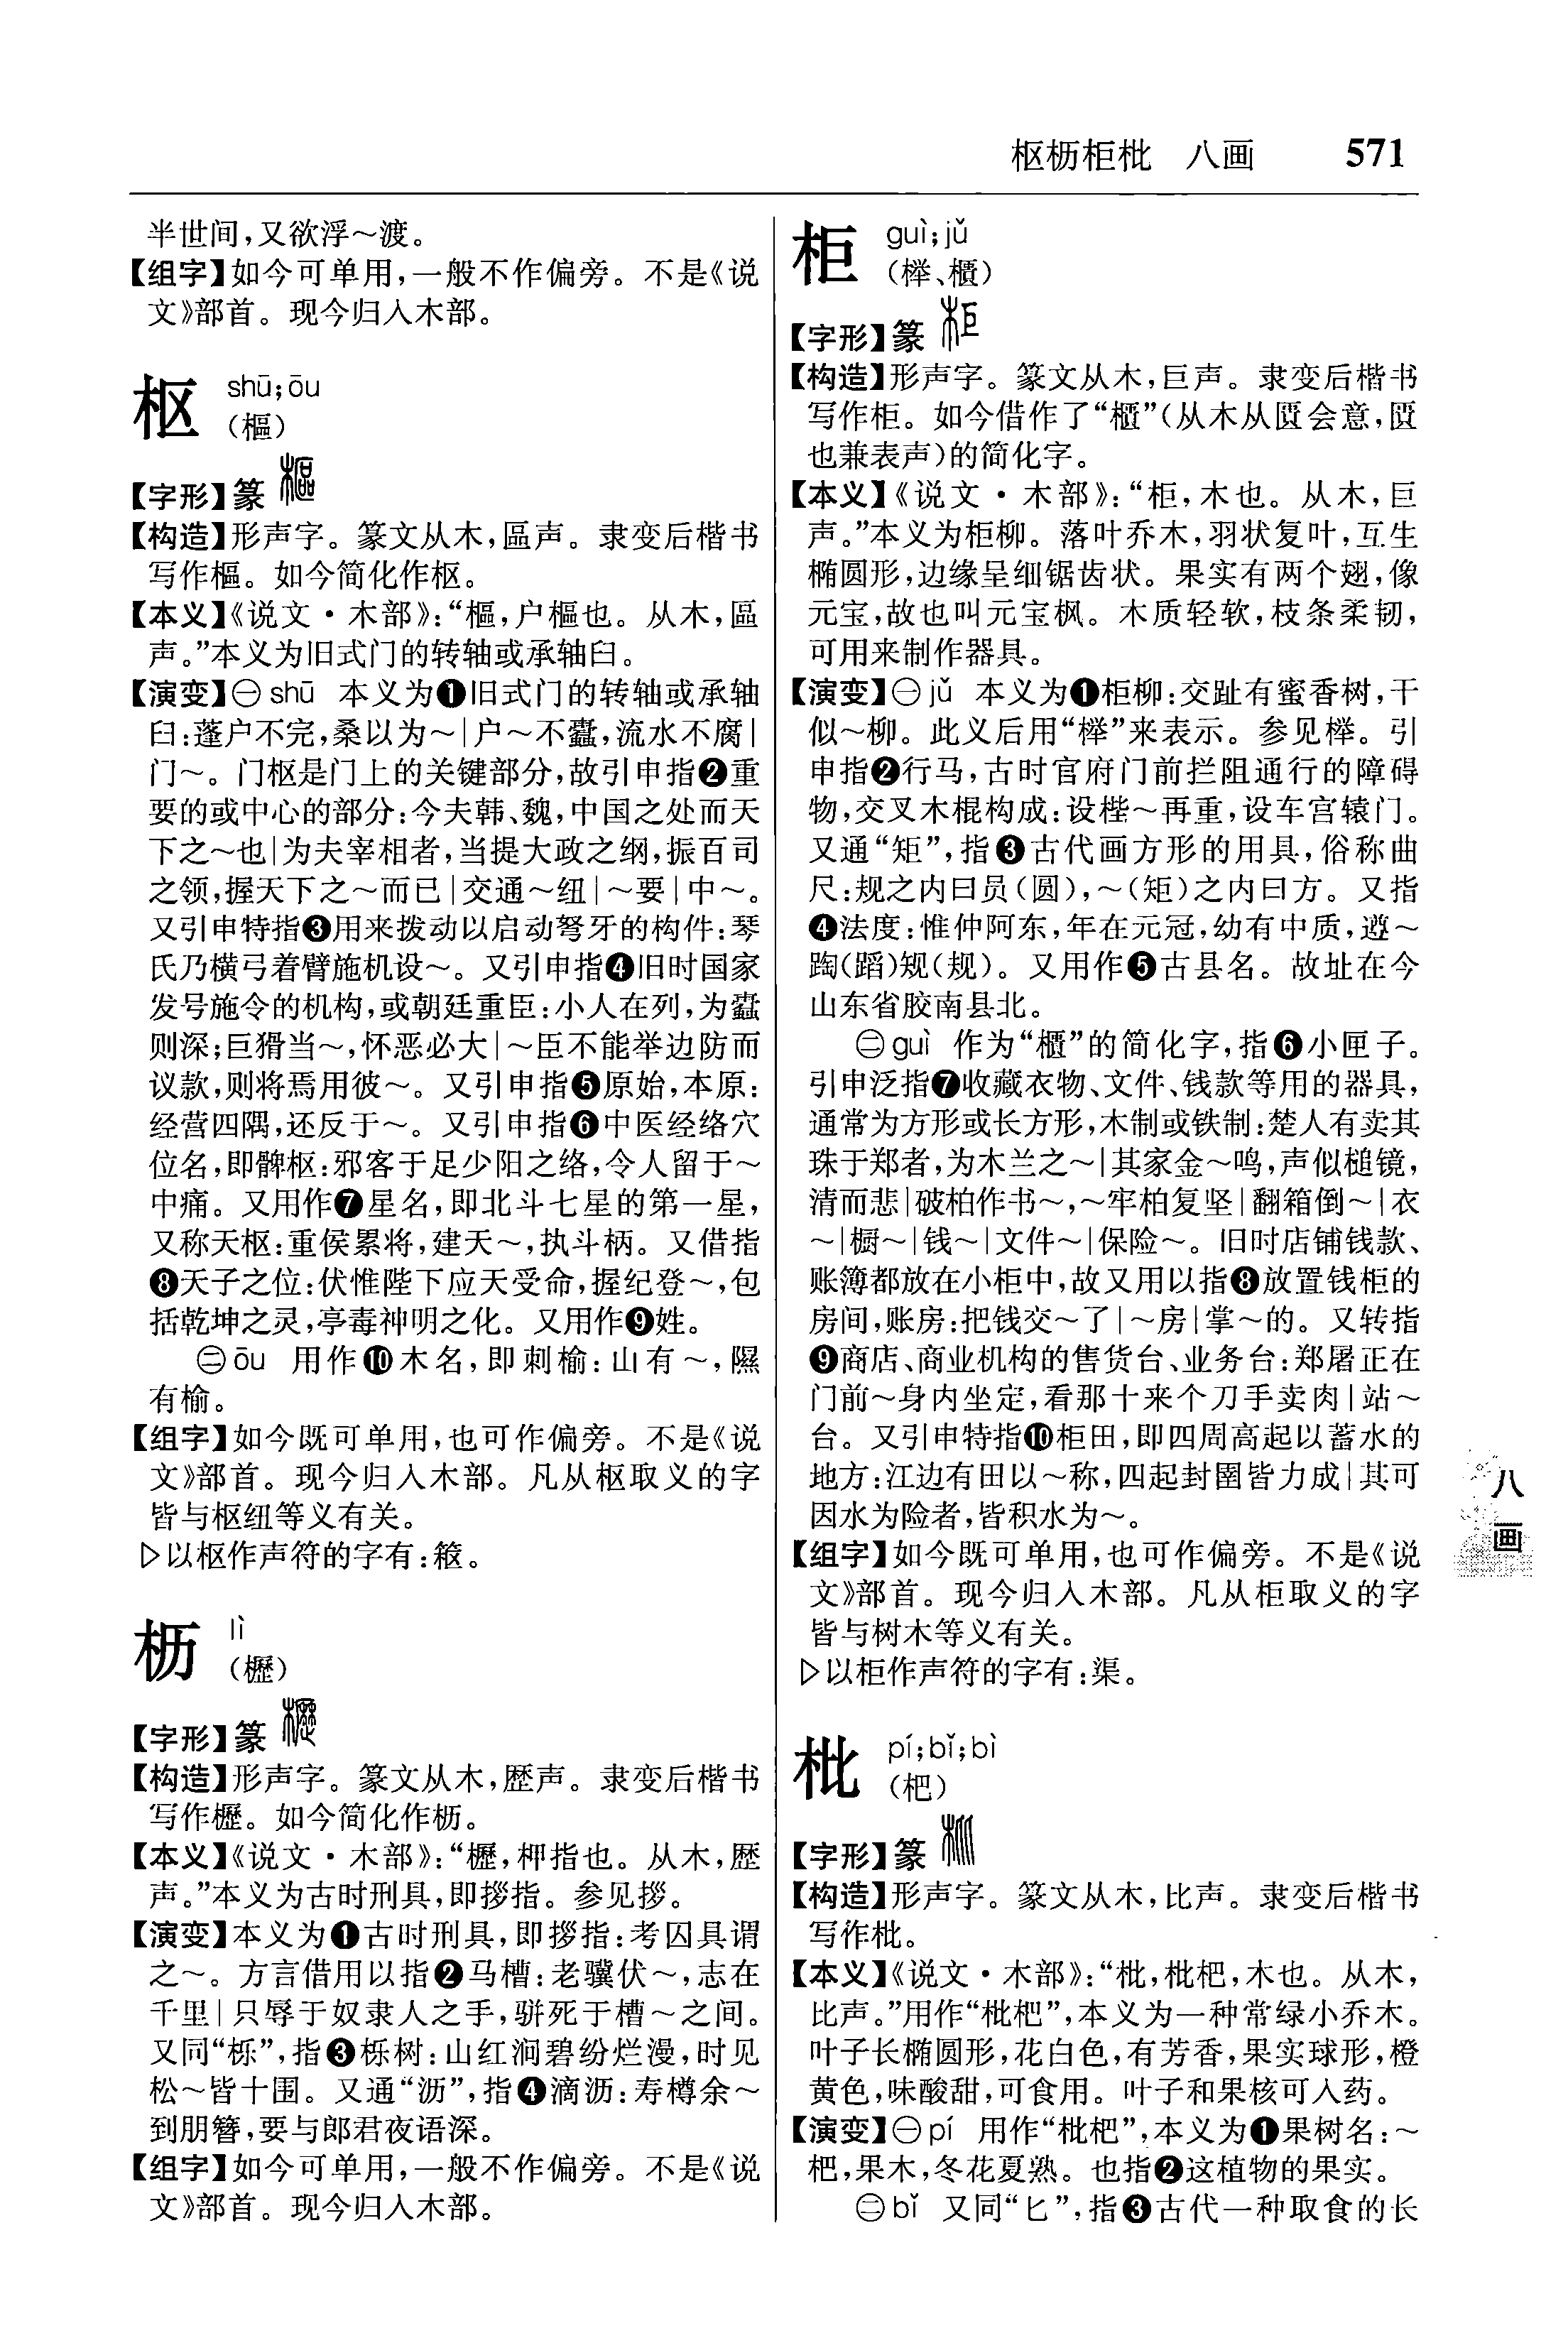 枢枥柜枇　八画　571
半世间，又欲浮～渡。
【组字】如今可单用，一般不作偏旁。不是《说
文》部首。现今归入木部。
枢 shū；ōu
（樞）
【字形】篆
【构造】形声字。篆文从木，區声。隶变后楷书
写作樞。如今简化作枢。
【本义】《说文·木部》：“樞，户樞也。从木，區
声。”本义为旧式门的转轴或承轴臼。
【演变】㊀shū 本义为❶旧式门的转轴或承轴
臼：蓬户不完，桑以为～|户～不蠹，流水不腐|
门～。门枢是门上的关键部分，故引申指❷重
要的或中心的部分：今夫韩、魏，中国之处而天
下之～也|为夫宰相者，当提大政之纲，振百司
之领，握天下之～而已|交通～纽|～要|中～。
又引申特指❸用来拨动以启动弩牙的构件：琴
氏乃横弓着臂施机设～。又引申指❹旧时国家
发号施令的机构，或朝廷重臣：小人在列，为蠹
则深；巨猾当～，怀恶必大|～臣不能举边防而
议款，则将焉用彼～。又引申指❺原始，本原：
经营四隅，还反于～。又引申指❻中医经络穴
位名，即髀枢：邪客于足少阳之络，令人留于～
中痛。又用作❼星名，即北斗七星的第一星，
又称天枢：重侯累将，建天～，执斗柄。又借指
❽天子之位：伏惟陛下应天受命，握纪登～，包
括乾坤之灵，亭毒神明之化。又用作❾姓。
㊁ōu 用作❿木名，即刺榆：山有～，隰
有榆。
【组字】如今既可单用，也可作偏旁。不是《说
文》部首。现今归入木部。凡从枢取义的字
皆与枢纽等义有关。
▷以枢作声符的字有：蓲。
枥 lì
（櫪）
【字形】篆
【构造】形声字。篆文从木，歷声。隶变后楷书
写作櫪。如今简化作枥。
【本义】《说文·木部》：“櫪，柙指也。从木，歷
声。”本义为古时刑具，即拶指。参见拶。
【演变】本义为❶古时刑具，即拶指：考囚具谓
之～。方言借用以指❷马槽：老骥伏～，志在
千里|只辱于奴隶人之手，骈死于槽～之间。
又同“栎”，指❸栎树：山红涧碧纷烂漫，时见
松～皆十围。又通“沥”，指❹滴沥：寿樽余～
到朋簪，要与郎君夜语深。
【组字】如今可单用，一般不作偏旁。不是《说
文》部首。现今归入木部。
柜 guì；jǔ
（榉、櫃）
【字形】篆
【构造】形声字。篆文从木，巨声。隶变后楷书
写作柜。如今借作了“櫃”（从木从匱会意，匱
也兼表声）的简化字。
【本义】《说文·木部》：“柜，木也。从木，巨
声。”本义为柜柳。落叶乔木，羽状复叶，互生
椭圆形，边缘呈细锯齿状。果实有两个翅，像
元宝，故也叫元宝枫。木质轻软，枝条柔韧，
可用来制作器具。
【演变】㊀jǔ 本义为❶柜柳：交趾有蜜香树，干
似～柳。此义后用“榉”来表示。参见榉。引
申指❷行马，古时官府门前拦阻通行的障碍
物，交叉木棍构成：设梐～再重，设车宫辕门。
又通“矩”，指❸古代画方形的用具，俗称曲
尺：规之内曰员（圆），～（矩）之内曰方。又指
❹法度：惟仲阿东，年在元冠，幼有中质，遵～
蹈（蹈）规（规）。又用作❺古县名。故址在今
山东省胶南县北。
㊁guì 作为“櫃”的简化字，指❻小匣子。
引申泛指❼收藏衣物、文件、钱款等用的器具，
通常为方形或长方形，木制或铁制：楚人有卖其
珠于郑者，为木兰之～|其家金～鸣，声似槌镜，
清而悲|破柏作书～，～牢柏复坚|翻箱倒～|衣
～|橱～|钱～|文件～|保险～。旧时店铺钱款、
账簿都放在小柜中，故又用以指❽放置钱柜的
房间，账房：把钱交～了|～房|掌～的。又转指
❾商店、商业机构的售货台、业务台：郑屠正在
门前～身内坐定，看那十来个刀手卖肉|站～
台。又引申特指❿柜田，即四周高起以蓄水的
地方：江边有田以～称，四起封围皆力成|其可
因水为险者，皆积水为～。
【组字】如今既可单用，也可作偏旁。不是《说
文》部首。现今归入木部。凡从柜取义的字
皆与树木等义有关。
▷以柜作声符的字有：渠。
枇 pí；bǐ；bì
（杷）
【字形】篆
【构造】形声字。篆文从木，比声。隶变后楷书
写作枇。
【本义】《说文·木部》：“枇，枇杷，木也。从木，
比声。”用作“枇杷”，本义为一种常绿小乔木。
叶子长椭圆形，花白色，有芳香，果实球形，橙
黄色，味酸甜，可食用。叶子和果核可入药。
【演变】㊀pí 用作“枇杷”，本义为❶果树名：～
杷，果木，冬花夏熟。也指❷这植物的果实。
㊁bǐ 又同“匕”，指❸古代一种取食的长
八画